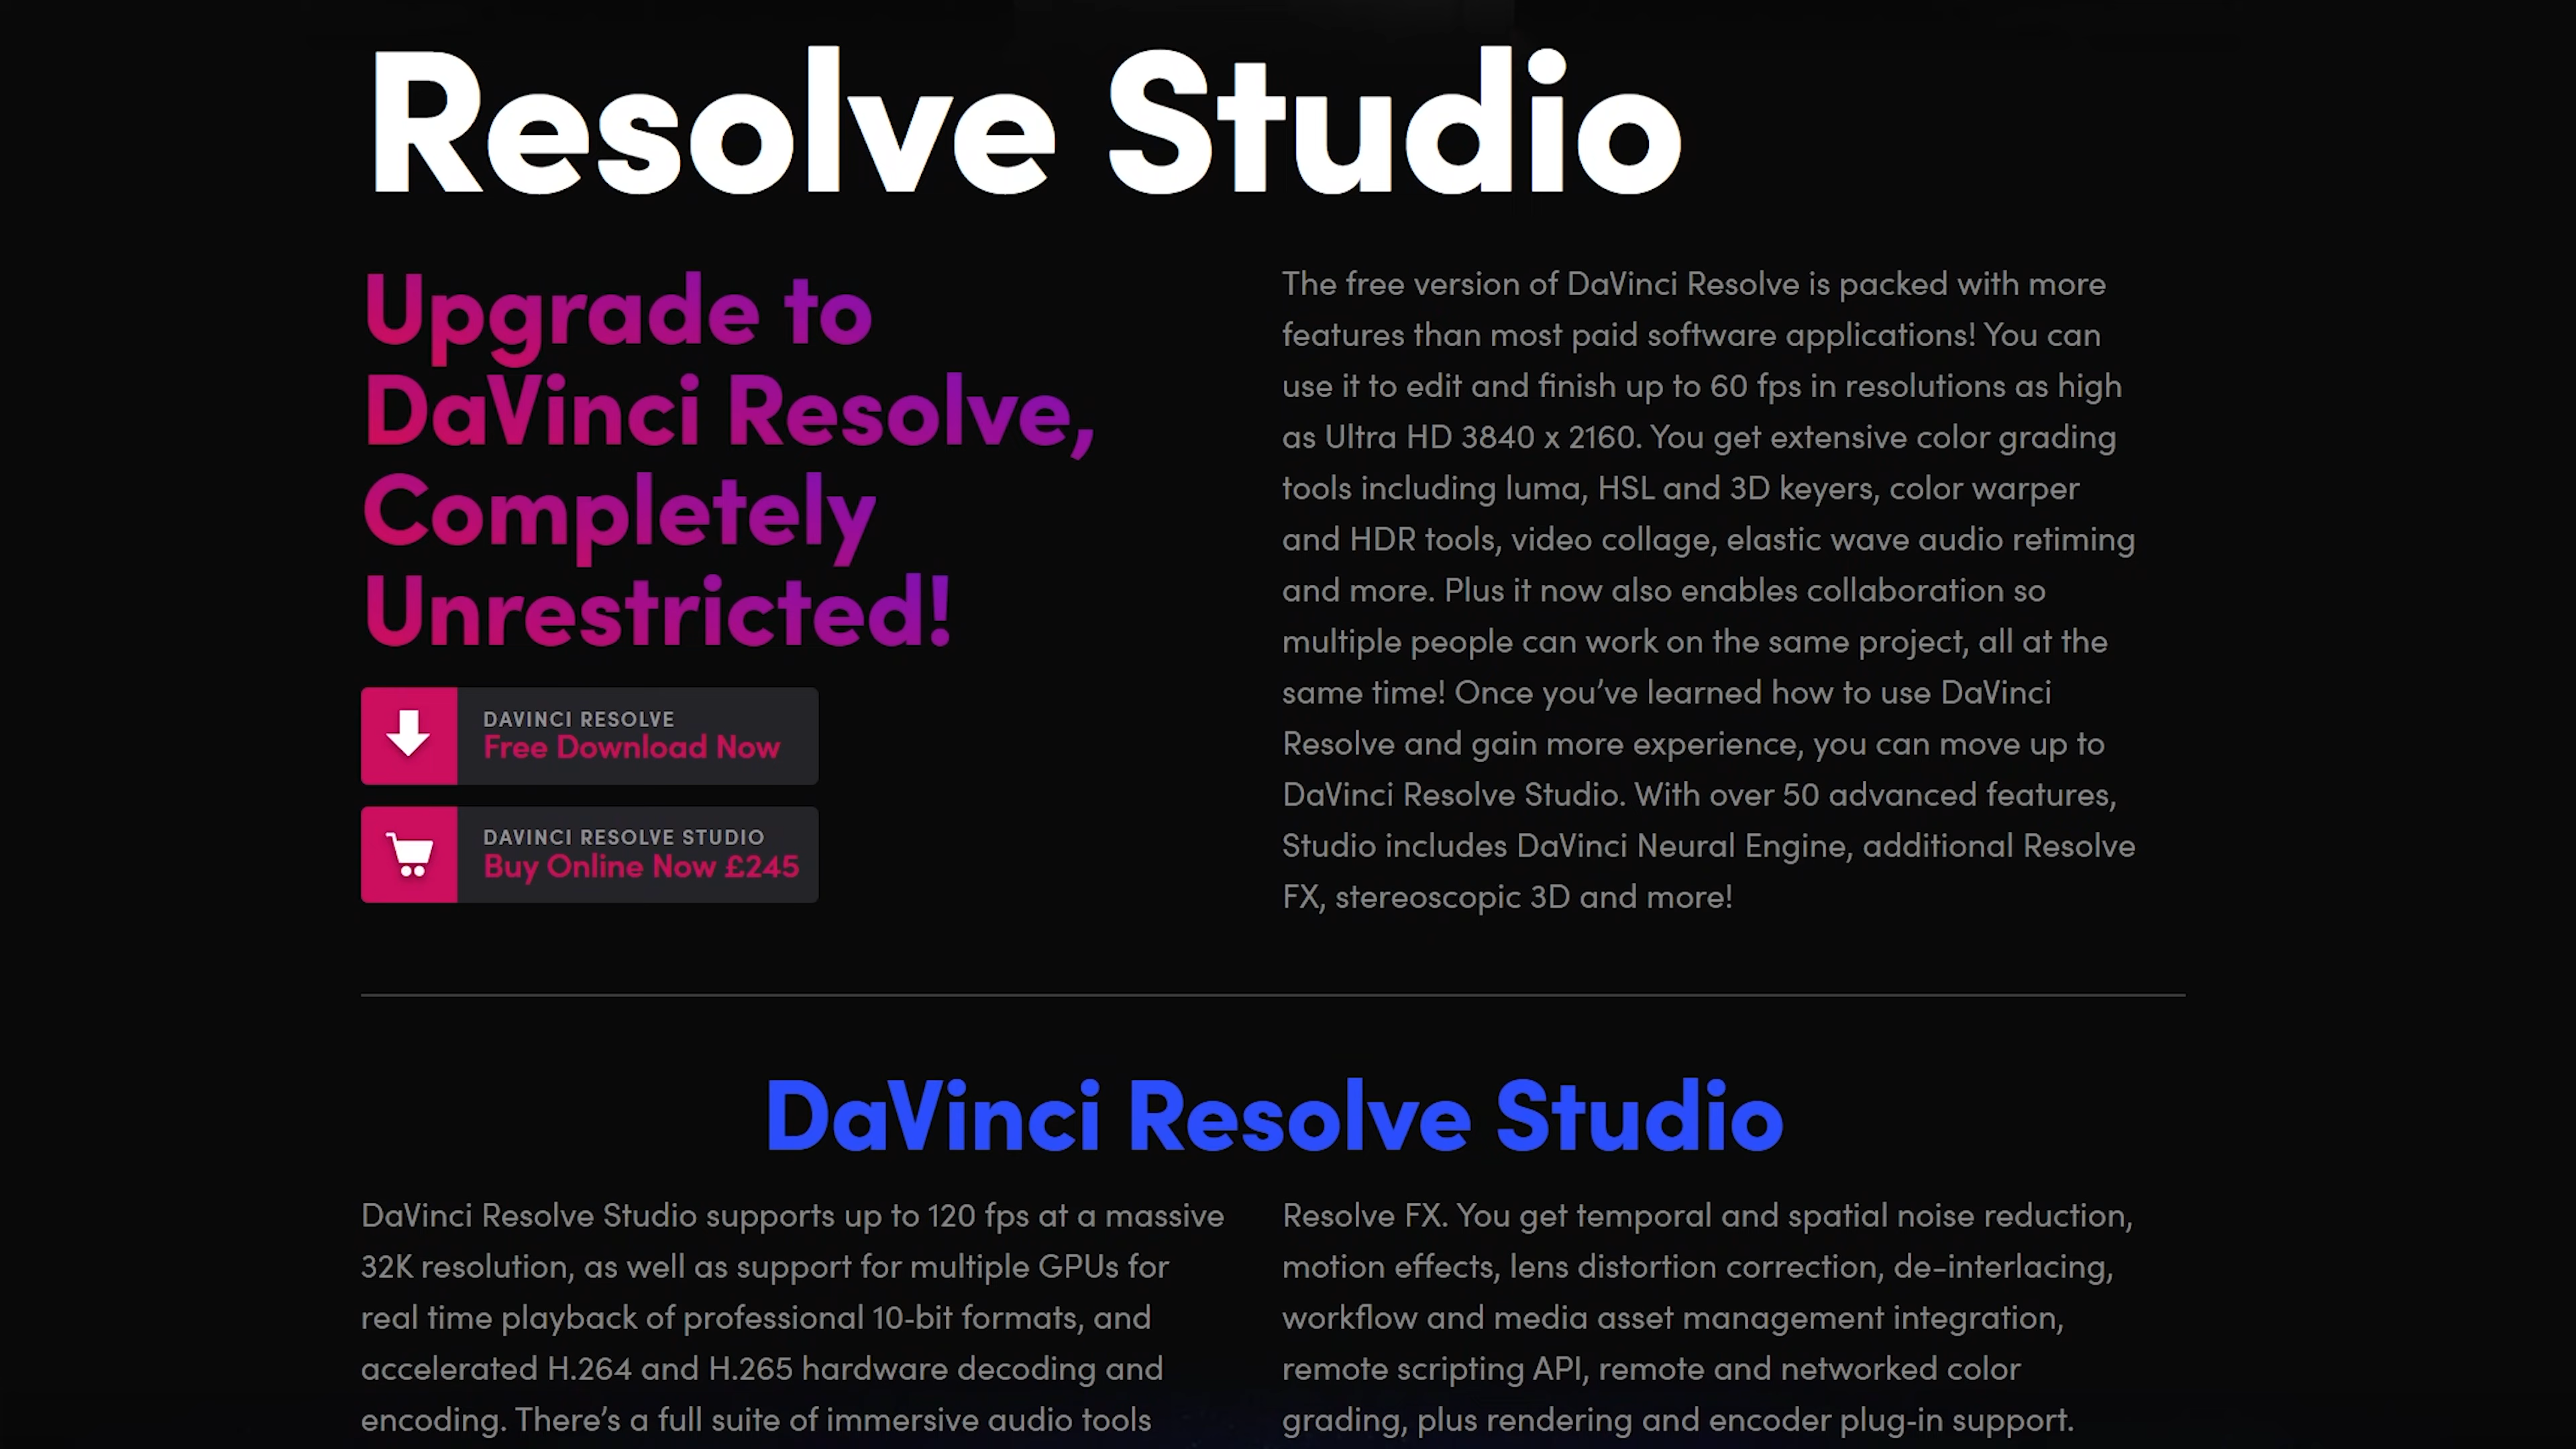 Resolve Studio
Upgrade to
DaVinci Resolve,
Completely
Unrestricted!
DAVINCI RESOLVE
Free Download Now
DAVINCI RESOLVE STUDIO
Buy Online Now £245
The free version of DaVinci Resolve is packed with more
features than most paid software applications! You can
use it to edit and finish up to 60 fps in resolutions as high
as Ultra HD 3840 x 2160. You get extensive color grading
tools including luma, HSL and 3D keyers, color warper
and HDR tools, video collage, elastic wave audio retiming
and more. Plus it now also enables collaboration so
multiple people can work on the same project, all at the
same time! Once you’ve learned how to use DaVinci
Resolve and gain more experience, you can move up to
DaVinci Resolve Studio. With over 50 advanced features,
Studio includes DaVinci Neural Engine, additional Resolve
FX, stereoscopic 3D and more!
DaVinci Resolve Studio
DaVinci Resolve Studio supports up to 120 fps at a massive
32K resolution, as well as support for multiple GPUs for
real time playback of professional 10-bit formats, and
accelerated H.264 and H.265 hardware decoding and
encoding. There’s a full suite of immersive audio tools
Resolve FX. You get temporal and spatial noise reduction,
motion effects, lens distortion correction, de-interlacing,
workflow and media asset management integration,
remote scripting API, remote and networked color
grading, plus rendering and encoder plug-in support.